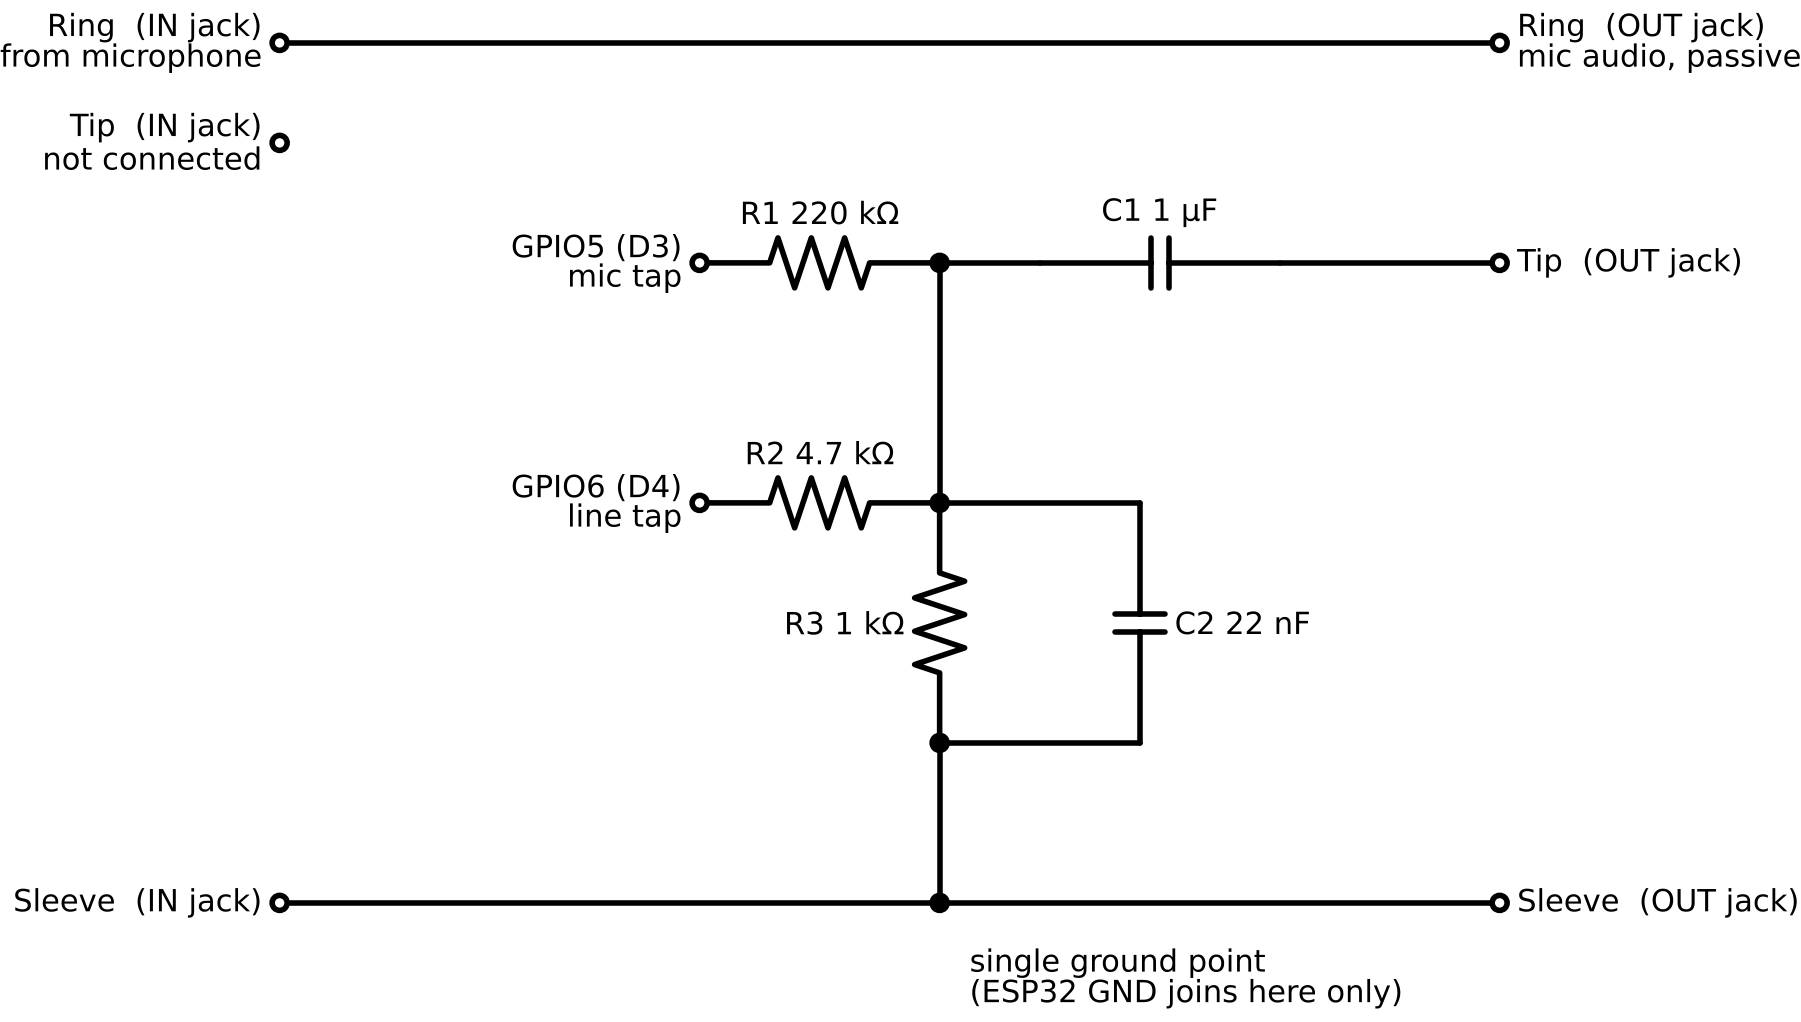 Ring  (IN jack)
from microphone
Ring  (OUT jack)
mic audio, passive
Tip  (IN jack)
not connected
R1 220 kΩ
C1 1 µF
GPIO5 (D3)
mic tap
Tip  (OUT jack)
R2 4.7 kΩ
GPIO6 (D4)
line tap
R3 1 kΩ
C2 22 nF
Sleeve  (IN jack)
Sleeve  (OUT jack)
single ground point
(ESP32 GND joins here only)